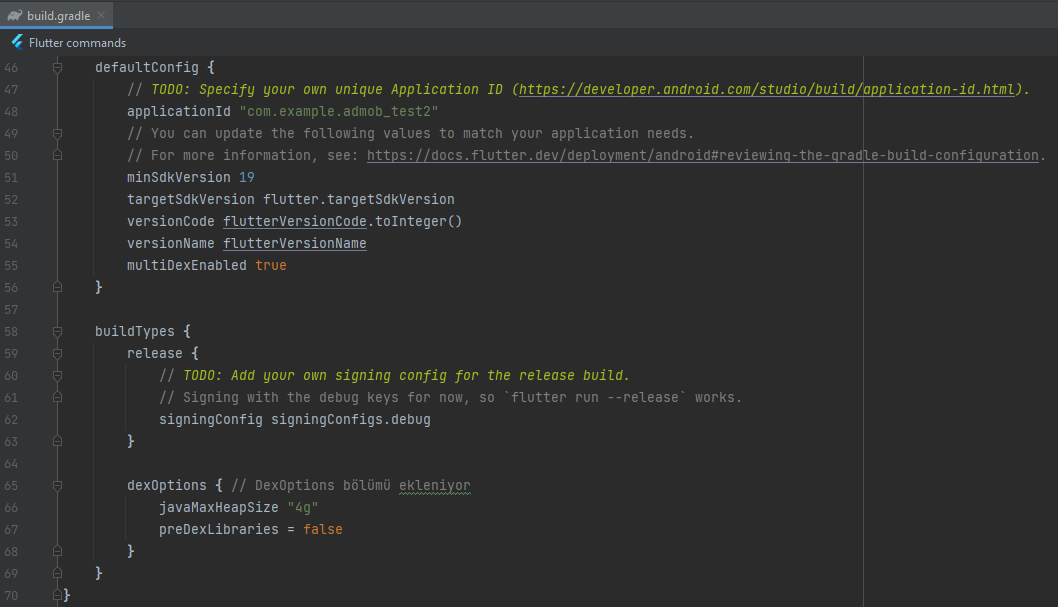 build.gradle
Flutter commands
46 defaultConfig {
47 // TODO: Specify your own unique Application ID (https://developer.android.com/studio/build/application-id.html).
48 applicationId "com.example.admob_test2"
49 // You can update the following values to match your application needs.
50 // For more information, see: https://docs.flutter.dev/deployment/android#reviewing-the-gradle-build-configuration.
51 minSdkVersion 19
52 targetSdkVersion flutter.targetSdkVersion
53 versionCode flutterVersionCode.toInteger()
54 versionName flutterVersionName
55 multiDexEnabled true
56 }
57
58 buildTypes {
59 release {
60 // TODO: Add your own signing config for the release build.
61 // Signing with the debug keys for now, so `flutter run --release` works.
62 signingConfig signingConfigs.debug
63 }
64
65 dexOptions { // DexOptions bölümü ekleniyor
66 javaMaxHeapSize "4g"
67 preDexLibraries = false
68 }
69 }
70 }